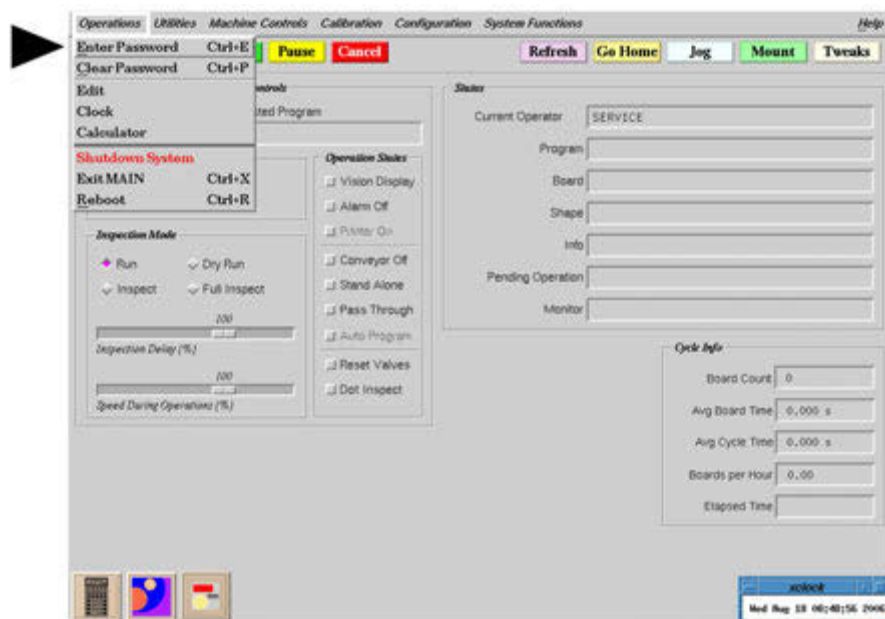 Operations Utilities Machine Controls Calibration Configuration System Functions Help
Enter Password Ctrl+E
Pause Cancel Refresh Go Home Jog Mount Tweaks
Clear Password Ctrl+P
Edit
Clock
Calculator
Shutdown System
Exit MAIN Ctrl+X
Reboot Ctrl+R
ted Program
Operation States
Vision Display
Alarm Off
Printer On
Conveyor Off
Stand Alone
Pass Through
Auto Program
Reset Valves
Dot Inspect
Inspection Mode
Run Dry Run
Inspect Full Inspect
100
Inspection Delay (%)
100
Speed During Operations (%)
Status
Current Operator SERVICE
Program
Board
Shape
Info
Pending Operation
Monitor
Cycle Info
Board Count 0
Avg Board Time 0.000 s
Avg Cycle Time 0.000 s
Boards per Hour 0.00
Elapsed Time
xclock
Wed Aug
2006